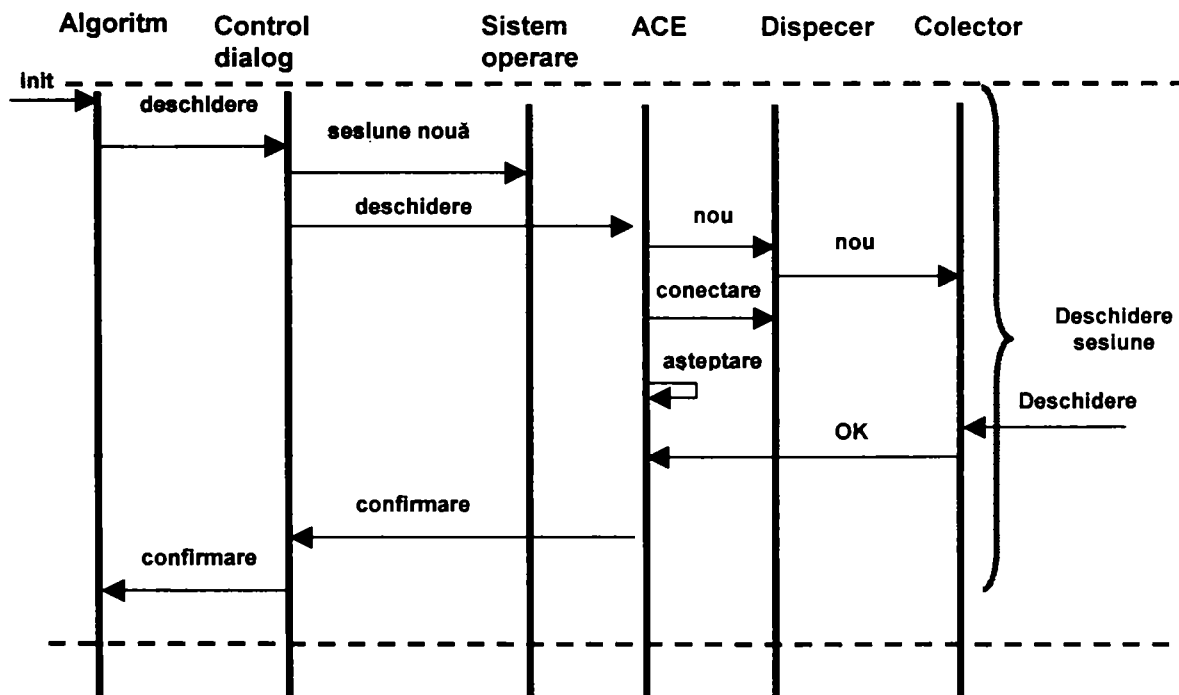 Algoritm
Control
dialog
Sistem
operare
ACE
Dispecer
Colector
init
deschidere
sesiune nouă
deschidere
nou
nou
conectare
așteptare
Deschidere
sesiune
Deschidere
OK
confirmare
confirmare